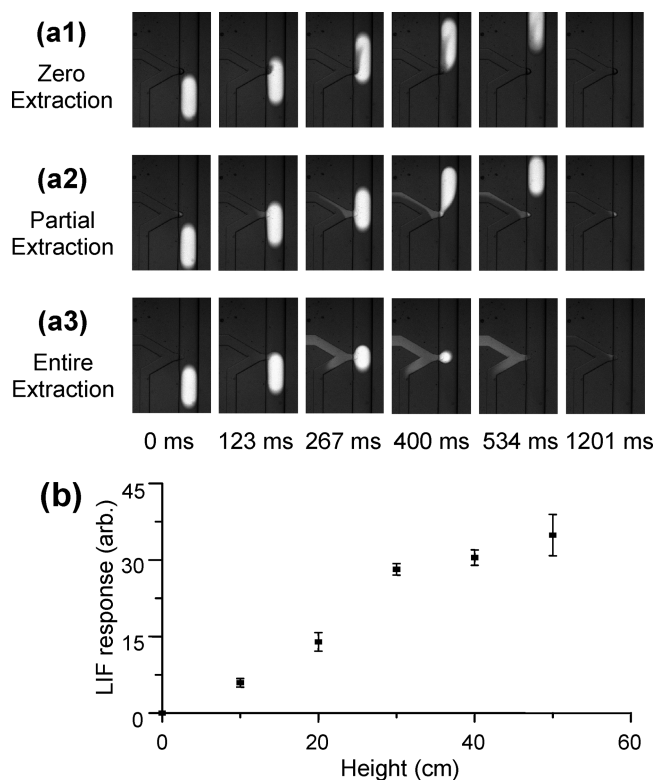 (a1)
Zero
Extraction
(a2)
Partial
Extraction
(a3)
Entire
Extraction
0 ms 123 ms 267 ms 400 ms 534 ms 1201 ms
(b)
LIF response (arb.)
45
30
15
0
0 20 40 60
Height (cm)